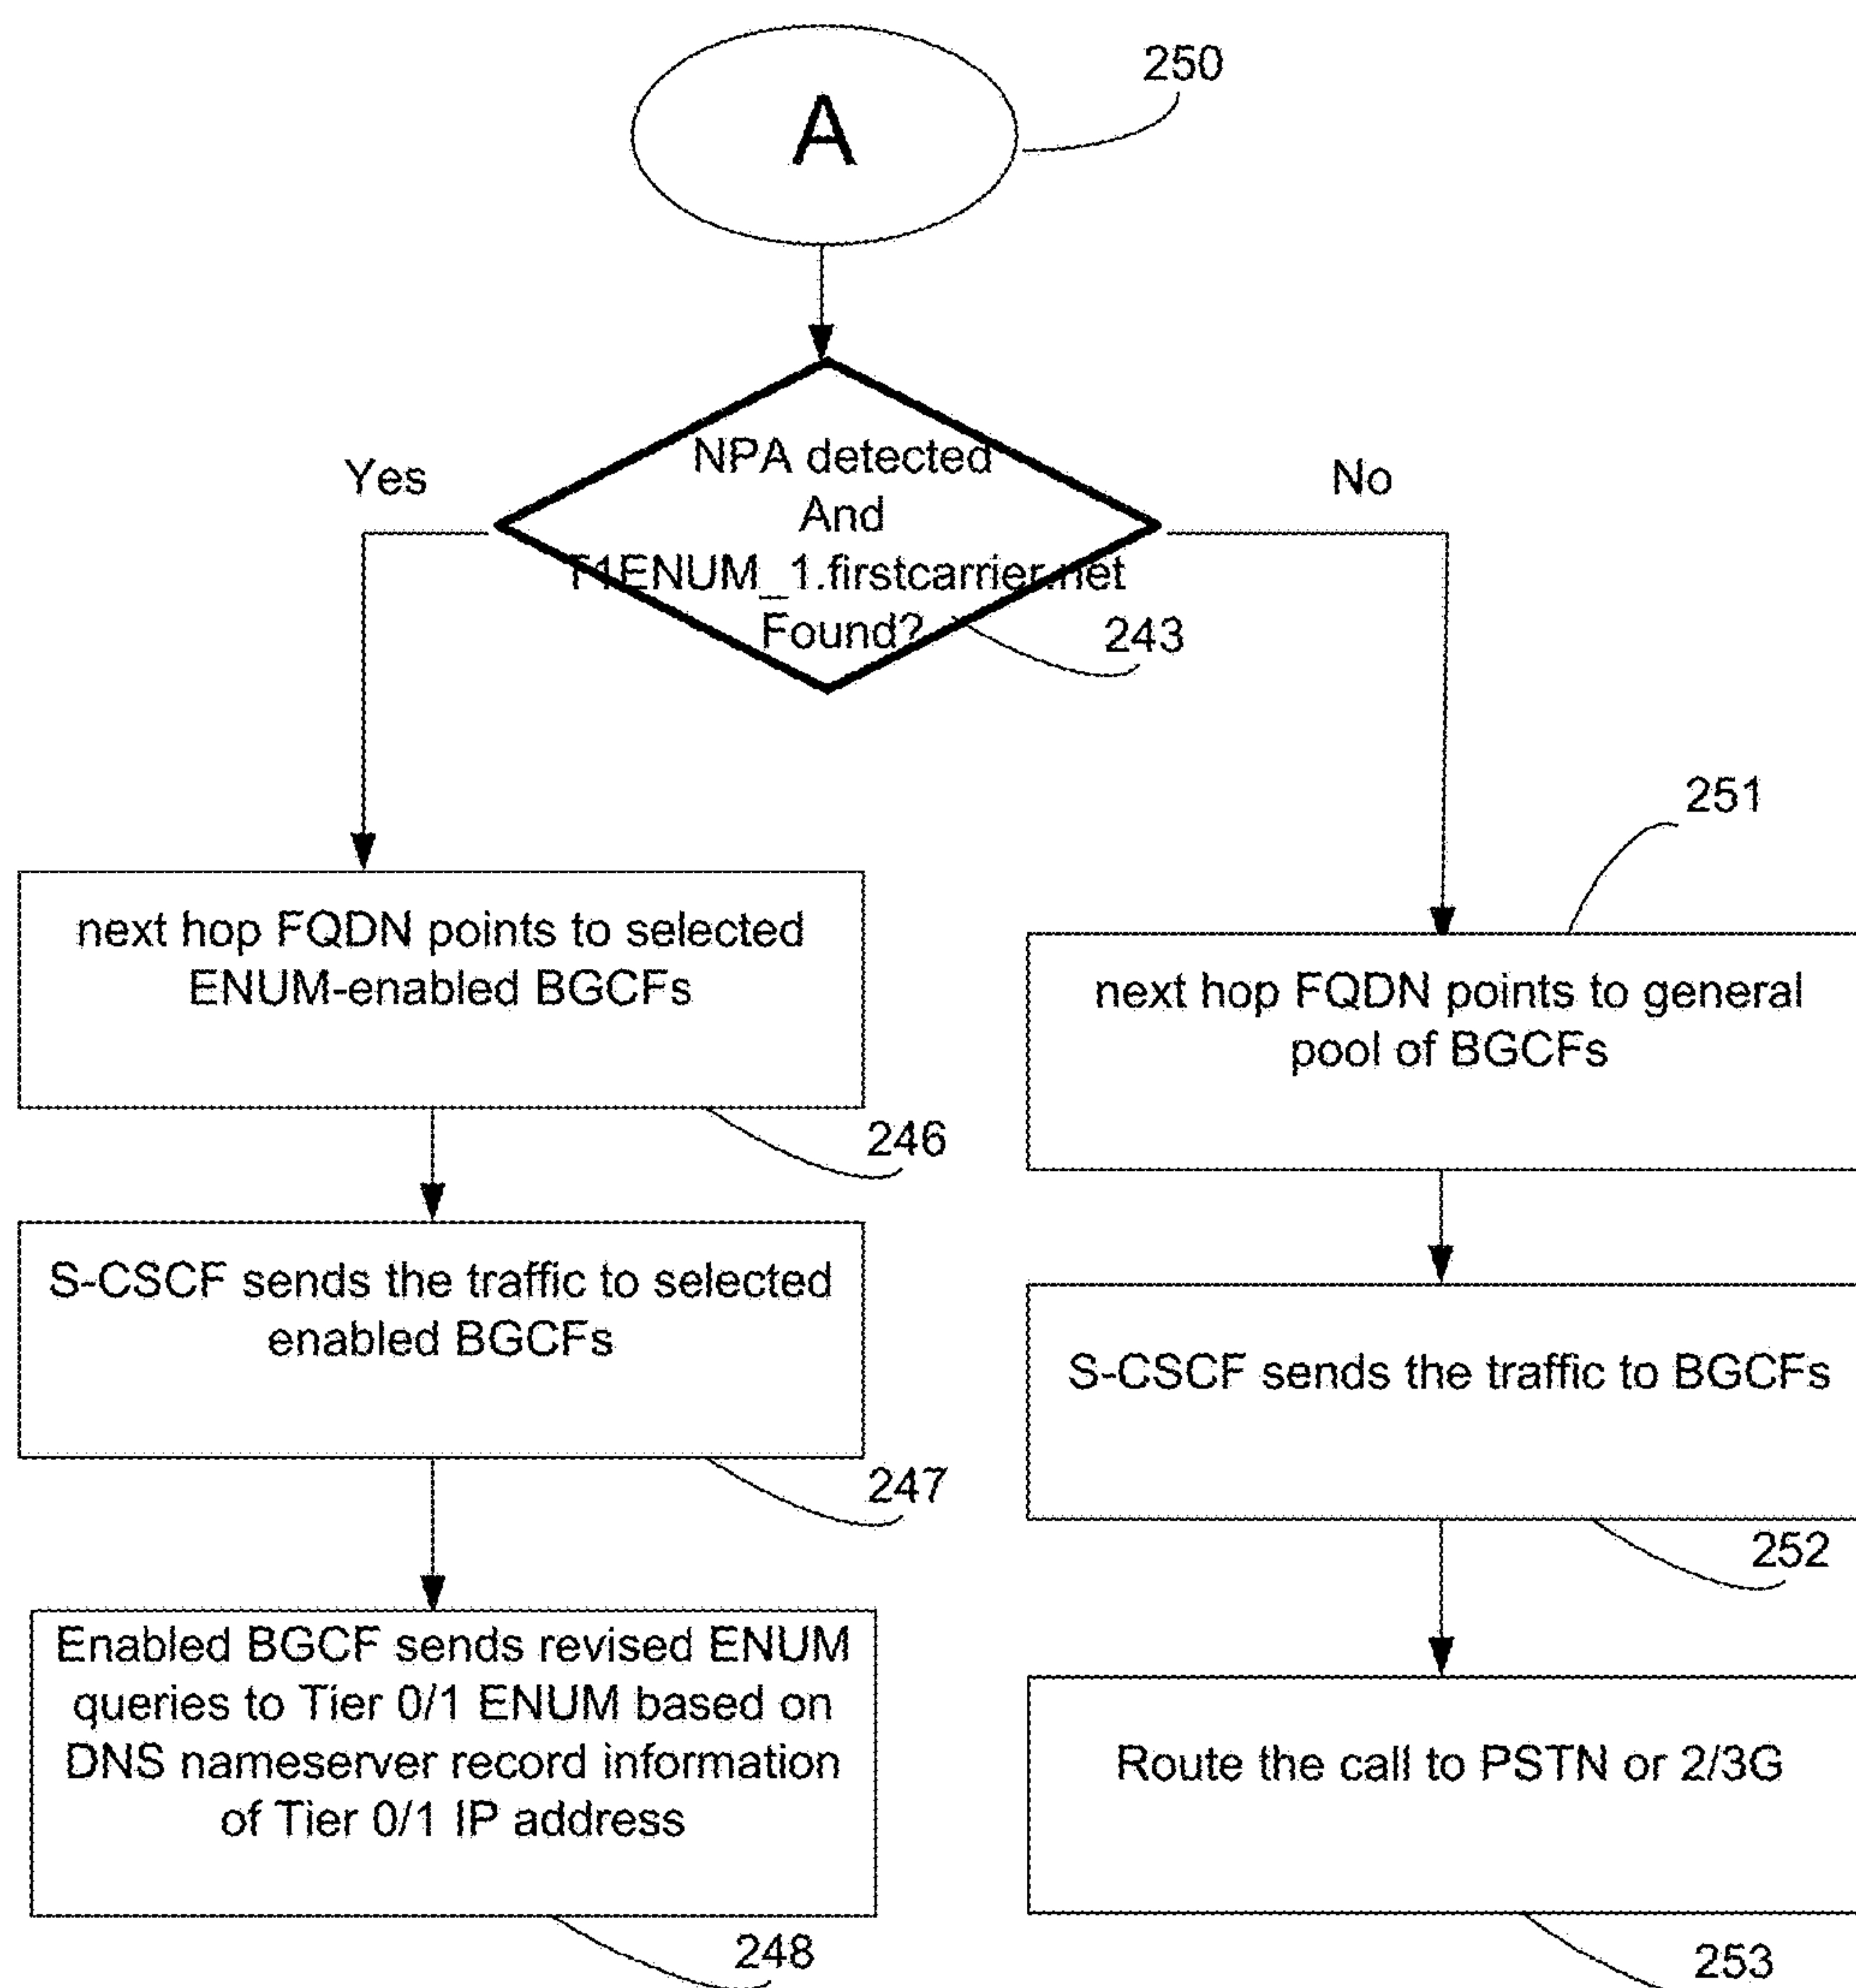 250
A
Yes
NPA detected
And
T1ENUM_1.firstcarrier.net
Found?
No
243
251
next hop FQDN points to selected
ENUM-enabled BGCFs
246
next hop FQDN points to general
pool of BGCFs
S-CSCF sends the traffic to selected
enabled BGCFs
247
S-CSCF sends the traffic to BGCFs
252
Enabled BGCF sends revised ENUM
queries to Tier 0/1 ENUM based on
DNS nameserver record information
of Tier 0/1 IP address
248
Route the call to PSTN or 2/3G
253